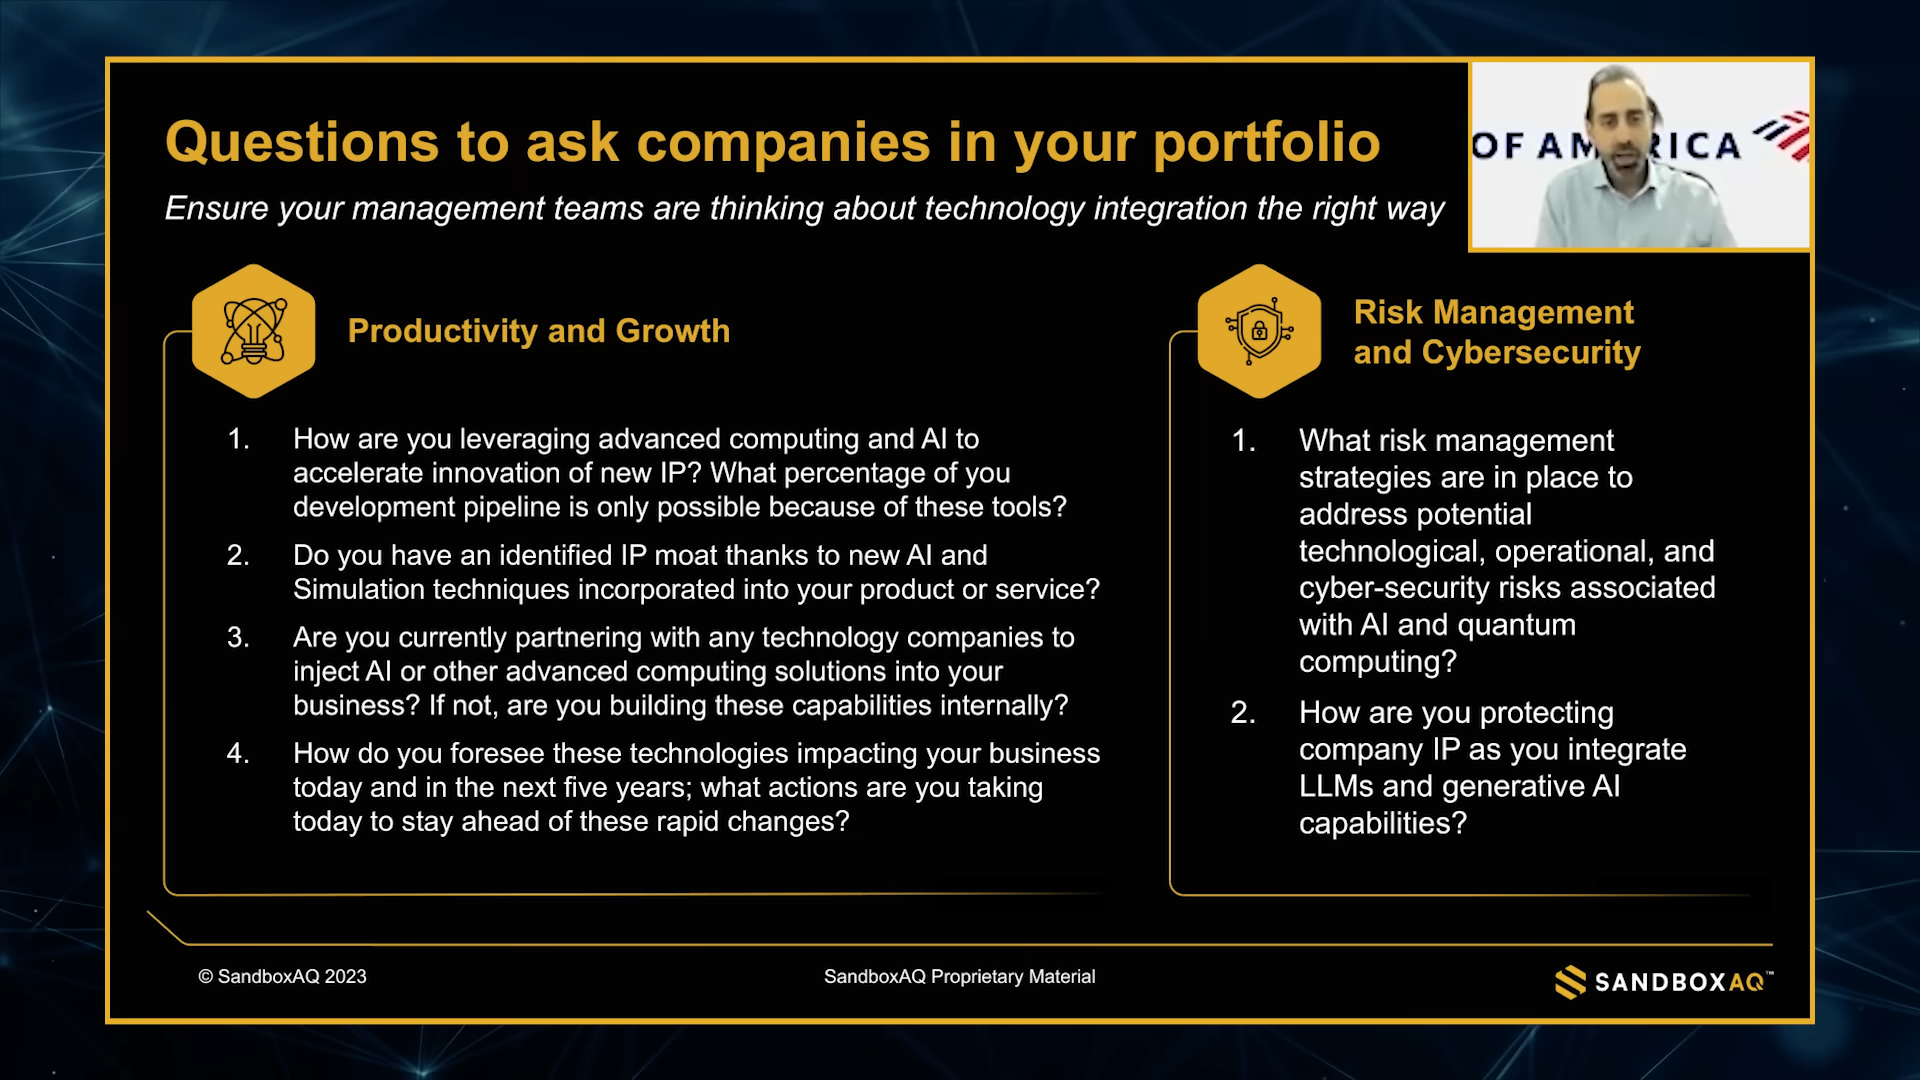 Questions to ask companies in your portfolio
Ensure your management teams are thinking about technology integration the right way
OF AMERICA
Productivity and Growth
1. How are you leveraging advanced computing and AI to
accelerate innovation of new IP? What percentage of you
development pipeline is only possible because of these tools?
2. Do you have an identified IP moat thanks to new AI and
Simulation techniques incorporated into your product or service?
3. Are you currently partnering with any technology companies to
inject AI or other advanced computing solutions into your
business? If not, are you building these capabilities internally?
4. How do you foresee these technologies impacting your business
today and in the next five years; what actions are you taking
today to stay ahead of these rapid changes?
Risk Management
and Cybersecurity
1. What risk management
strategies are in place to
address potential
technological, operational, and
cyber-security risks associated
with AI and quantum
computing?
2. How are you protecting
company IP as you integrate
LLMs and generative AI
capabilities?
© SandboxAQ 2023
SandboxAQ Proprietary Material
SANDBOXAQ™